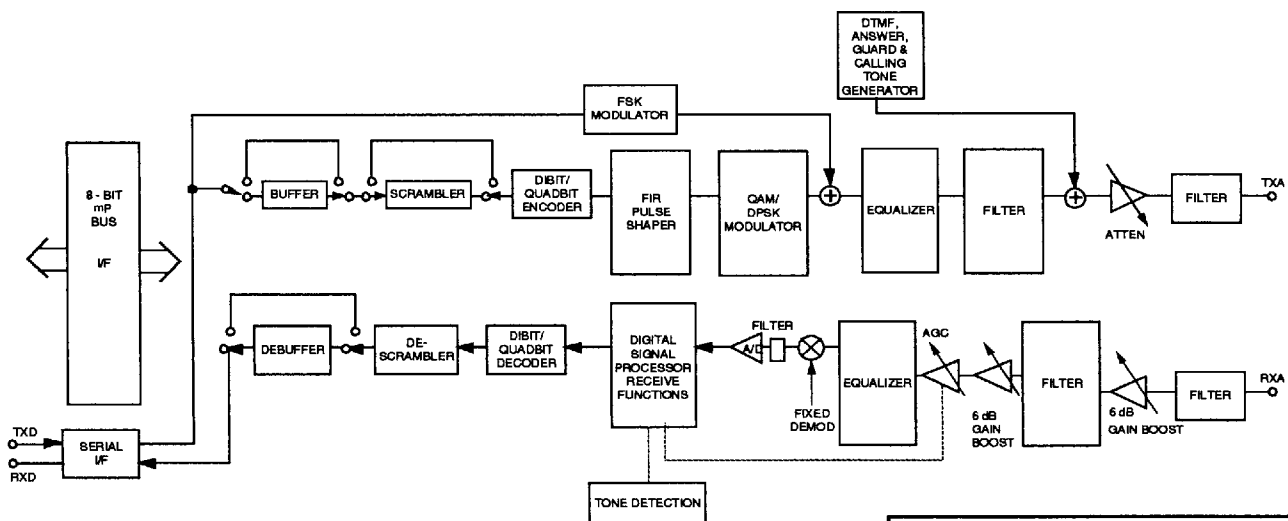 DTMF,
ANSWER,
GUARD &
CALLING
TONE
GENERATOR
FSK
MODULATOR
8 - BIT
mP
BUS
I/F
BUFFER
SCRAMBLER
DIBIT/
QUADBIT
ENCODER
FIR
PULSE
SHAPER
QAM/
DPSK
MODULATOR
EQUALIZER
FILTER
ATTEN
FILTER
TXA
DEBUFFER
DE-
SCRAMBLER
DIBIT/
QUADBIT
DECODER
DIGITAL
SIGNAL
PROCESSOR
RECEIVE
FUNCTIONS
FILTER
A/D
FIXED
DEMOD
EQUALIZER
AGC
6 dB
GAIN
BOOST
FILTER
6 dB
GAIN BOOST
FILTER
RXA
TXD
SERIAL
I/F
RXD
TONE DETECTION